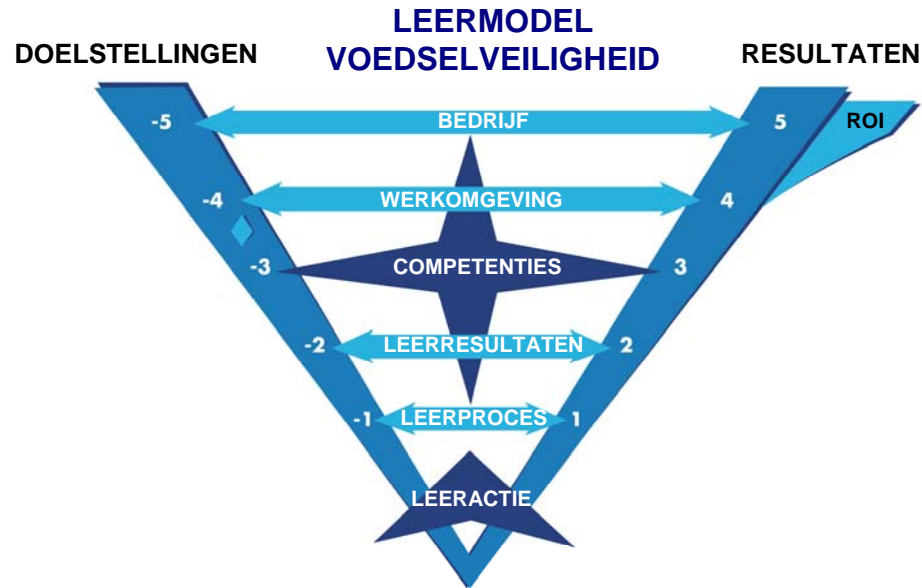 LEERMODEL
VOEDSELVEILIGHEID
DOELSTELLINGEN
RESULTATEN
-5 BEDRIJF 5 ROI
-4 WERKOMGEVING 4
-3 COMPETENTIES 3
-2 LEERRESULTATEN 2
-1 LEERPROCES 1
LEERACTIE